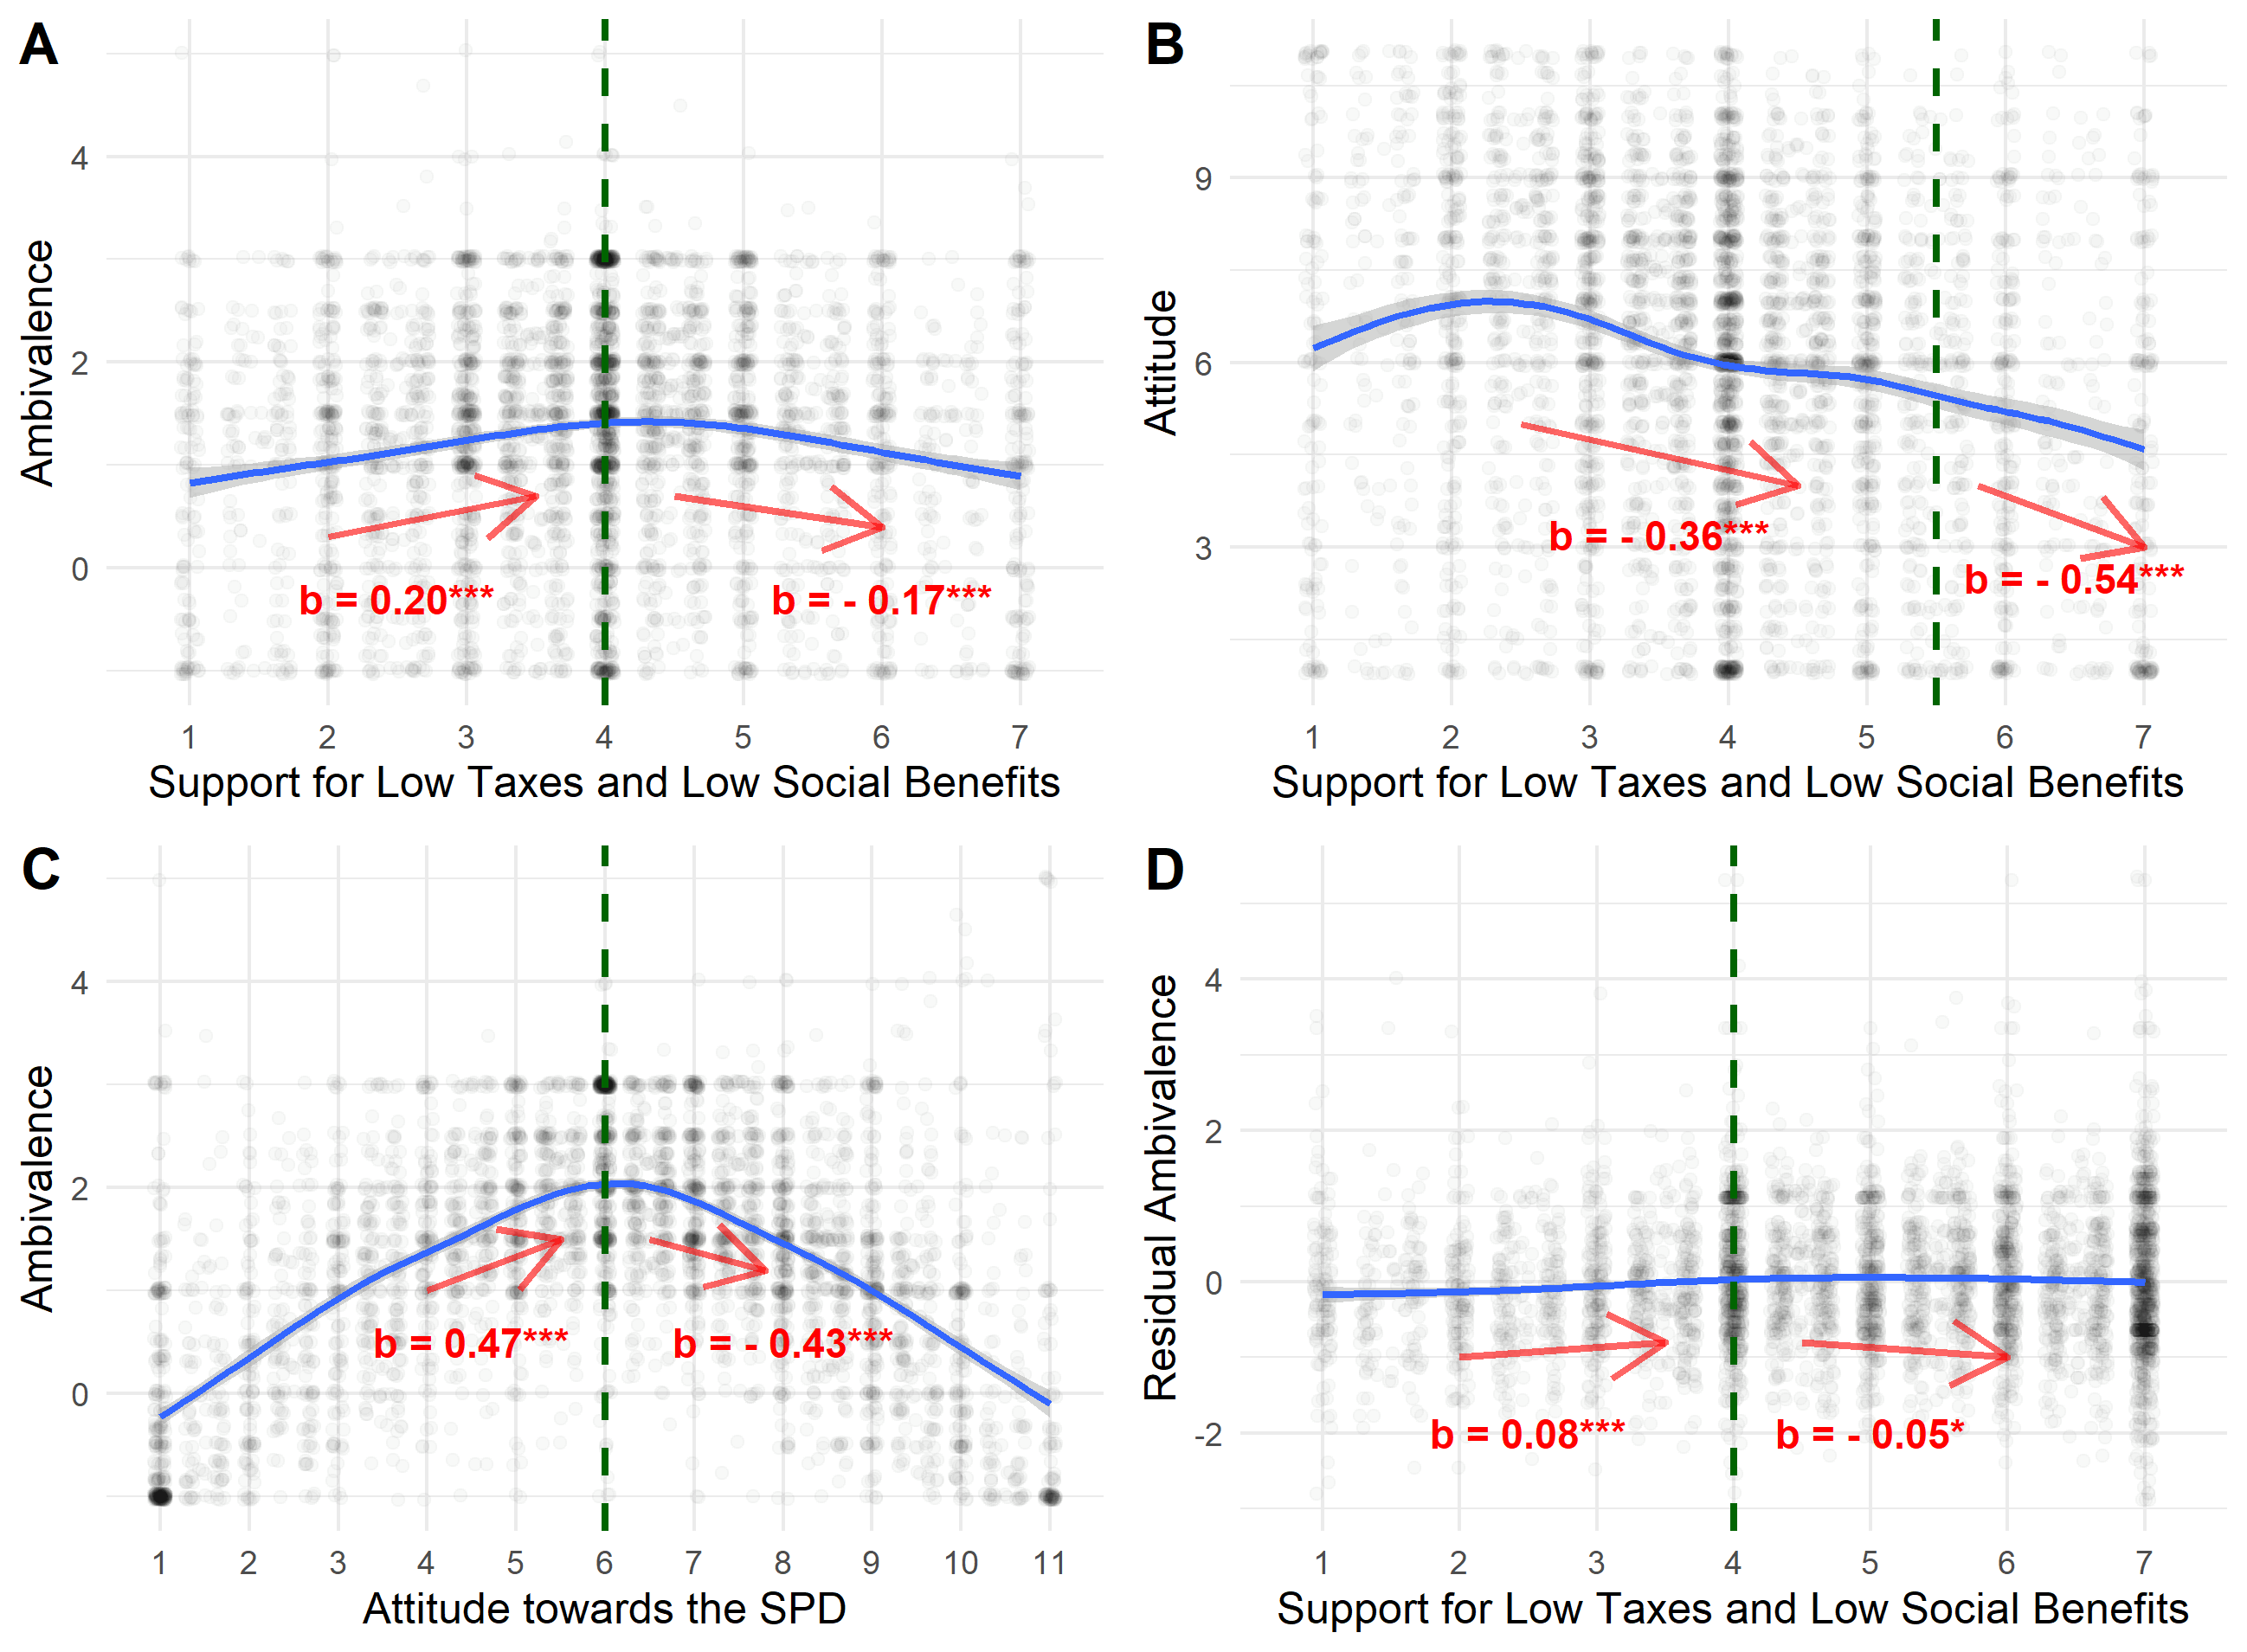 A
Ambivalence
4
2
0
b = 0.20***
b = - 0.17***
1 2 3 4 5 6 7
Support for Low Taxes and Low Social Benefits
B
Attitude
9
6
3
b = - 0.36***
b = - 0.54***
1 2 3 4 5 6 7
Support for Low Taxes and Low Social Benefits
C
Ambivalence
4
2
0
b = 0.47***
b = - 0.43***
1 2 3 4 5 6 7 8 9 10 11
Attitude towards the SPD
D
Residual Ambivalence
4
2
0
-2
b = 0.08***
b = - 0.05*
1 2 3 4 5 6 7
Support for Low Taxes and Low Social Benefits